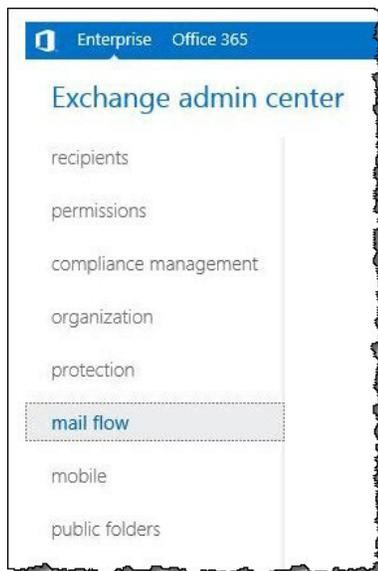 Enterprise Office 365
Exchange admin center
recipients
permissions
compliance management
organization
protection
mail flow
mobile
public folders